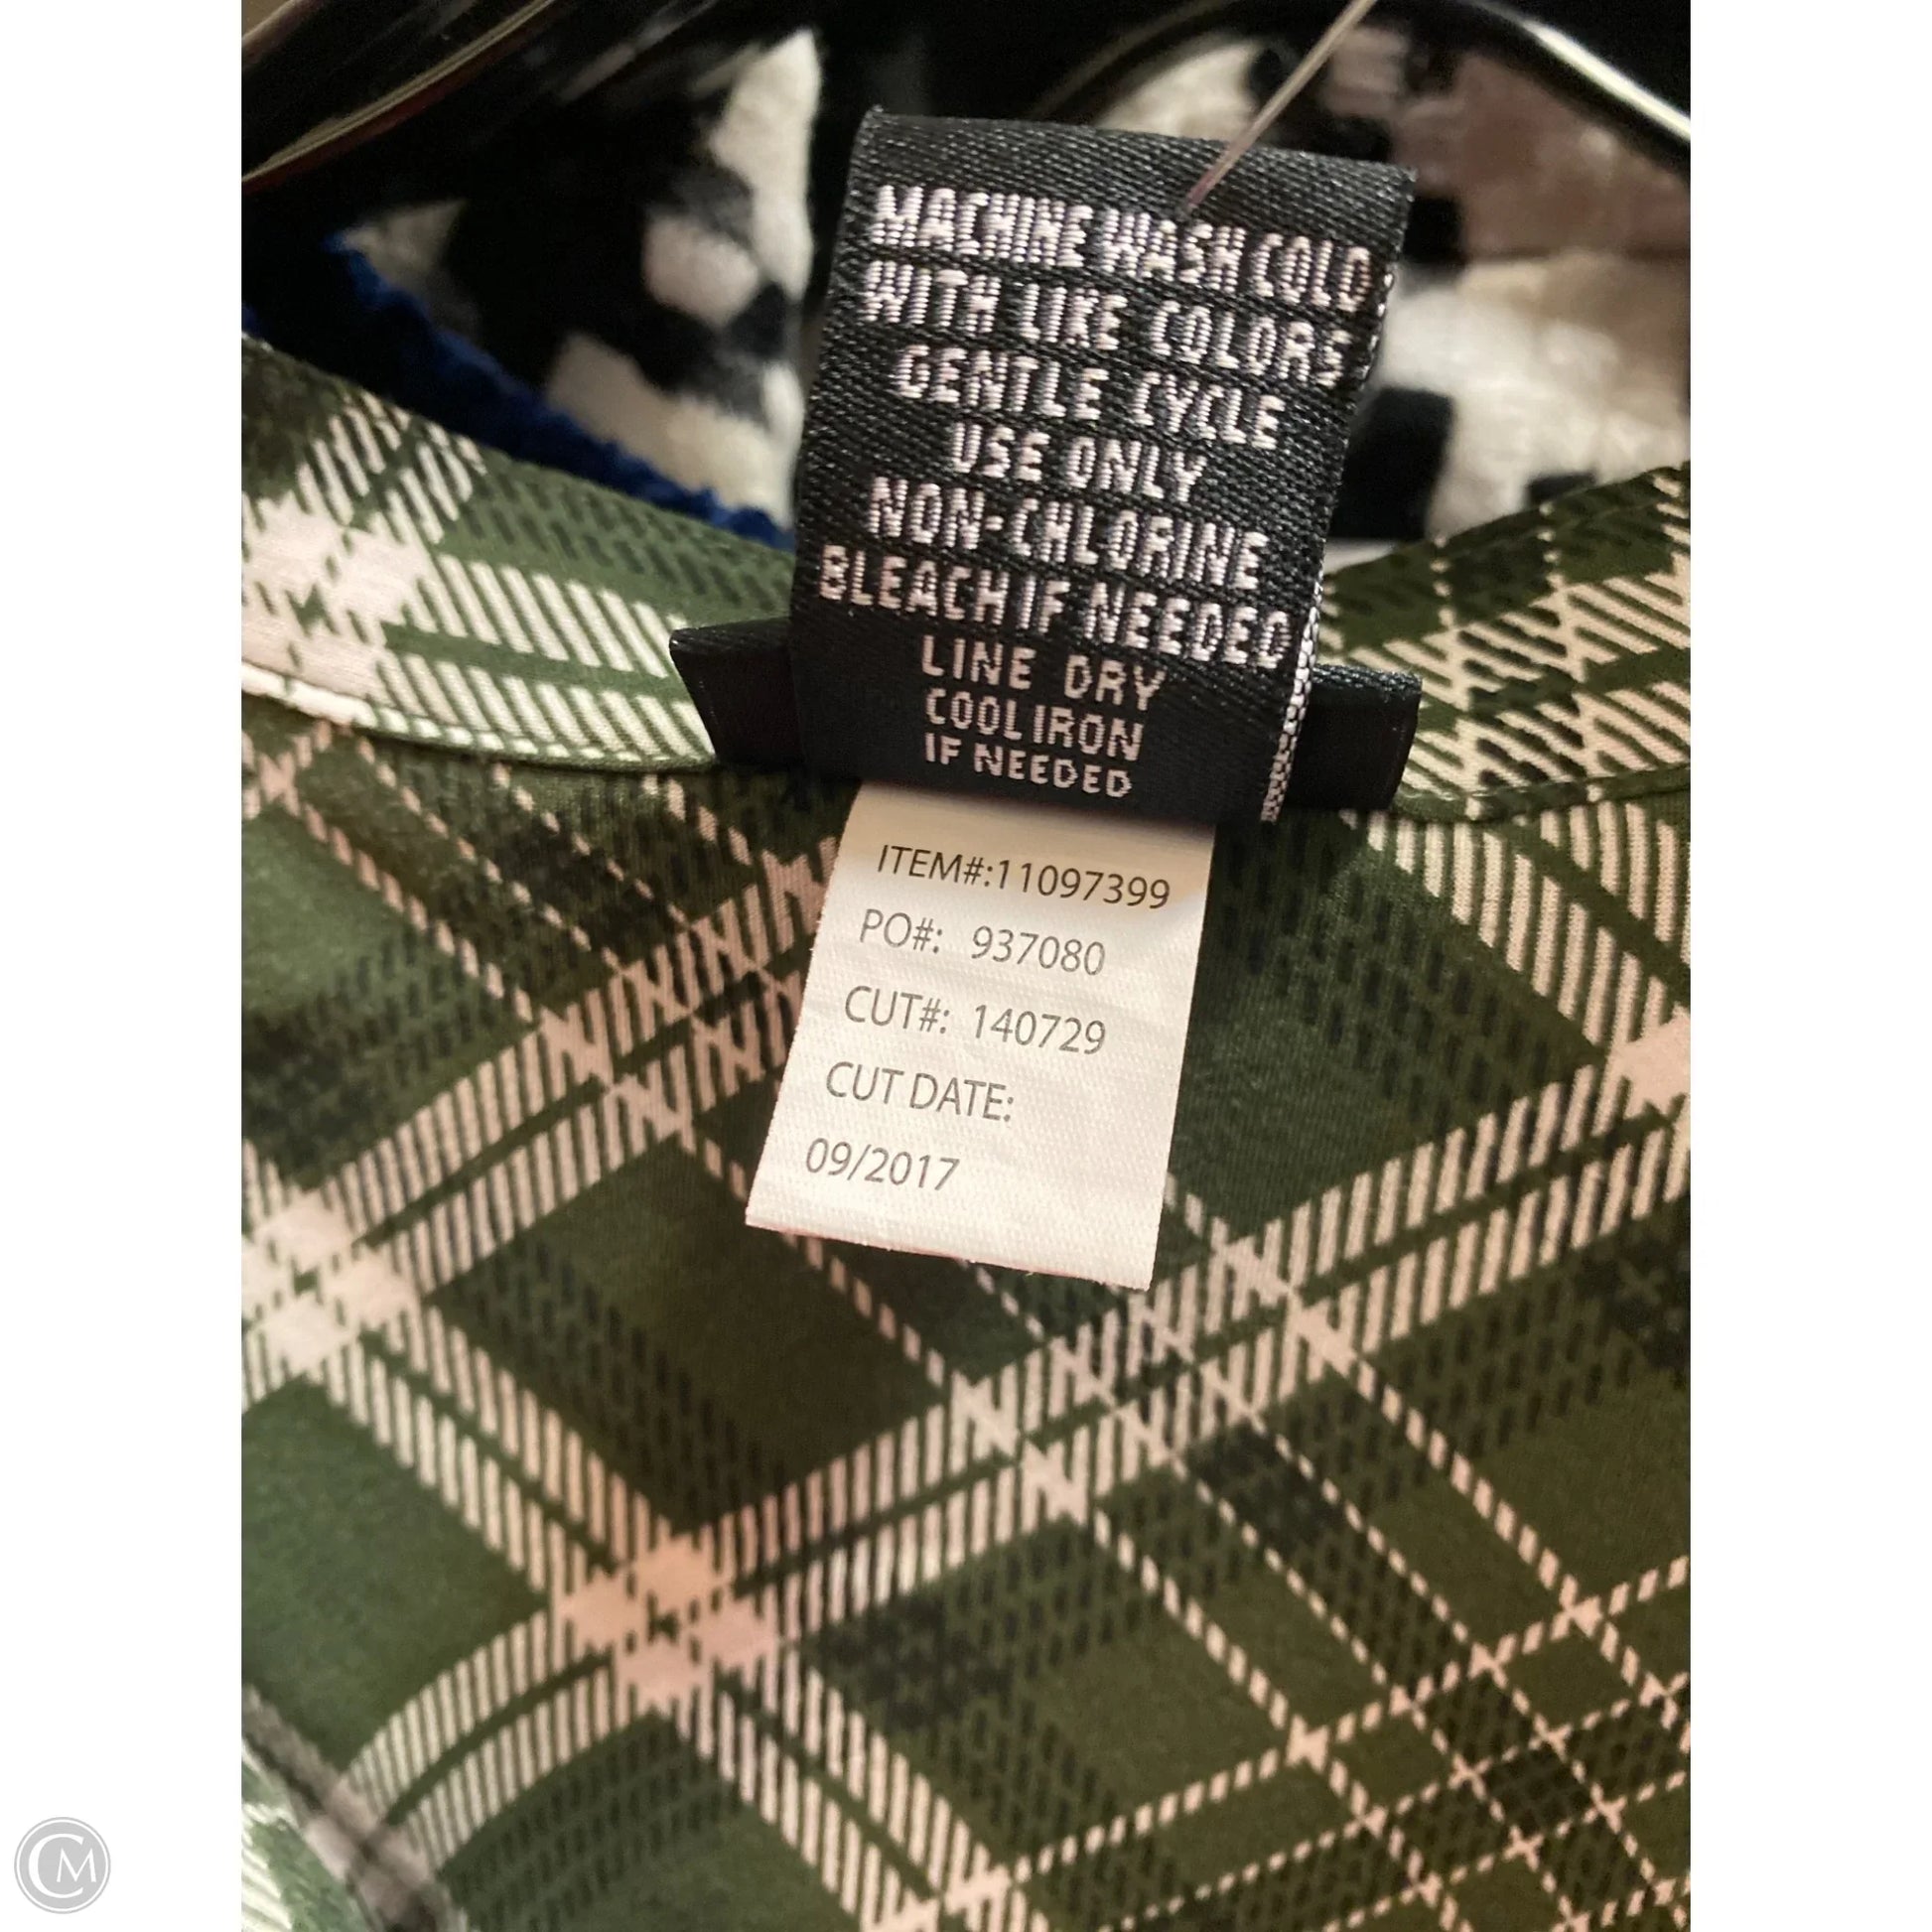 MACHINE WASH COLD
WITH LIKE COLORS
GENTLE CYCLE
USE ONLY
NON-CHLORINE
BLEACH IF NEEDED
LINE DRY
COOL IRON
IF NEEDED
ITEM#:11097399
PO#: 937080
CUT#: 140729
CUT DATE:
09/2017
CM